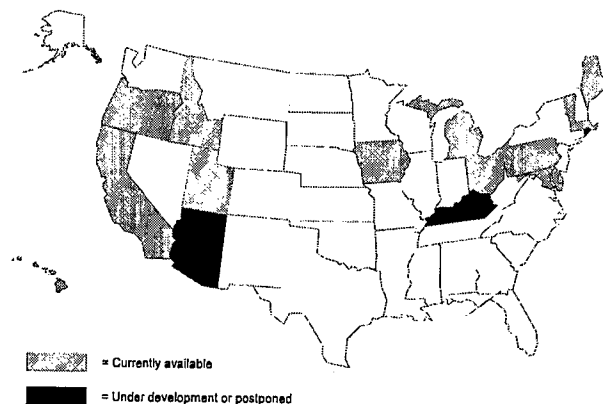 = Currently available
= Under development or postponed